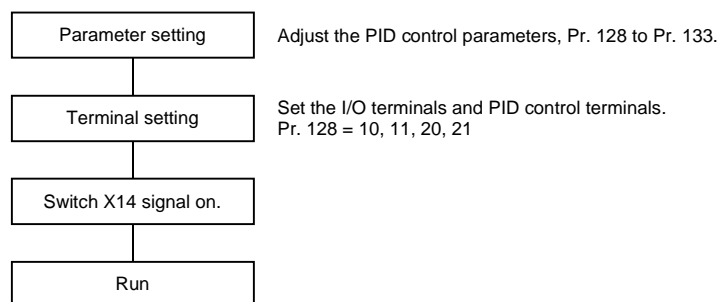 Parameter setting
Adjust the PID control parameters, Pr. 128 to Pr. 133.
Terminal setting
Set the I/O terminals and PID control terminals.
Pr. 128 = 10, 11, 20, 21
Switch X14 signal on.
Run